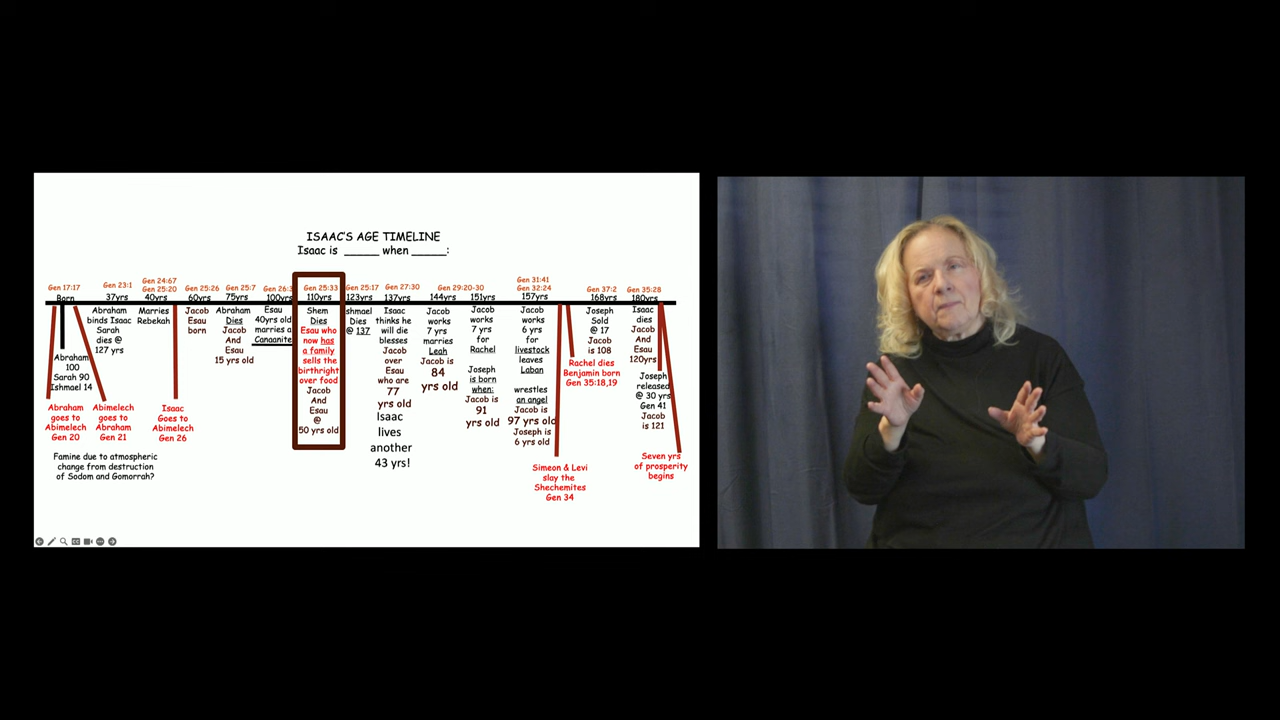 ISAAC'S AGE TIMELINE
Isaac is _____ when _____:
Gen 17:17
Born
Abraham
100
Sarah 90
Ishmael 14
Abraham
goes to
Abimelech
Gen 20
Abimelech
goes to
Abraham
Gen 21
Famine due to atmospheric
change from destruction
of Sodom and Gomorrah?
Gen 23:1
37yrs
Abraham
binds Isaac
Sarah
dies @
127 yrs
Gen 24:67
Gen 25:20
40yrs
Marries
Rebekah
Isaac
Goes to
Abimelech
Gen 26
Gen 25:26
60yrs
Jacob
Esau
born
Gen 25:7
75yrs
Abraham
Dies
Jacob
And
Esau
15 yrs old
Gen 26:3
100yrs
Esau
40yrs old
marries a
Canaanite
Gen 25:33
110yrs
Shem
Dies
Esau who
now has
a family
sells the
birthright
over food
Jacob
And
Esau
@
50 yrs old
Gen 25:17
123yrs
shmael
Dies
@ 137
Gen 27:30
137yrs
Isaac
thinks he
will die
blesses
Jacob
over
Esau
who are
77
yrs old
Isaac
lives
another
43 yrs!
Gen 29:20-30
144yrs
Jacob
works
7 yrs
marries
Leah
Jacob is
84
yrs old
151yrs
Jacob
works
7 yrs
for
Rachel
Joseph
is born
when:
Jacob is
91
yrs old
Gen 31:41
Gen 32:24
157yrs
Jacob
works
6 yrs
for
livestock
leaves
Laban
wrestles
an angel
Jacob is
97 yrs old
Joseph is
6 yrs old
Simeon & Levi
slay the
Shechemites
Gen 34
Gen 37:2
168yrs
Joseph
Sold
@ 17
Jacob
is 108
Rachel dies
Benjamin born
Gen 35:18,19
Gen 35:28
180yrs
Isaac
dies
Jacob
And
Esau
120yrs
Joseph
released
@ 30 yrs
Gen 41
Jacob
is 121
Seven yrs
of prosperity
begins